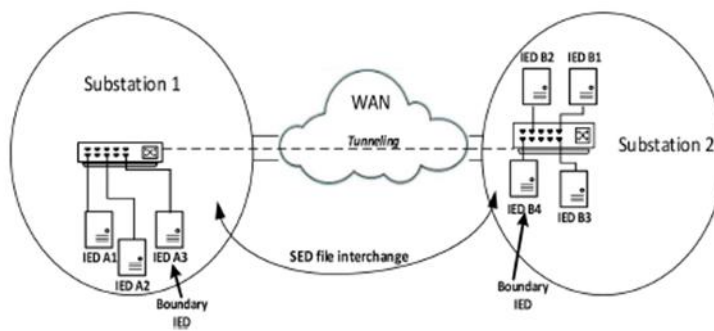 Substation 1
IED A1
IED A2
IED A3
Boundary
IED
WAN
Tunneling
SED file interchange
IED B2
IED B1
Substation 2
IED B4
IED B3
Boundary
IED